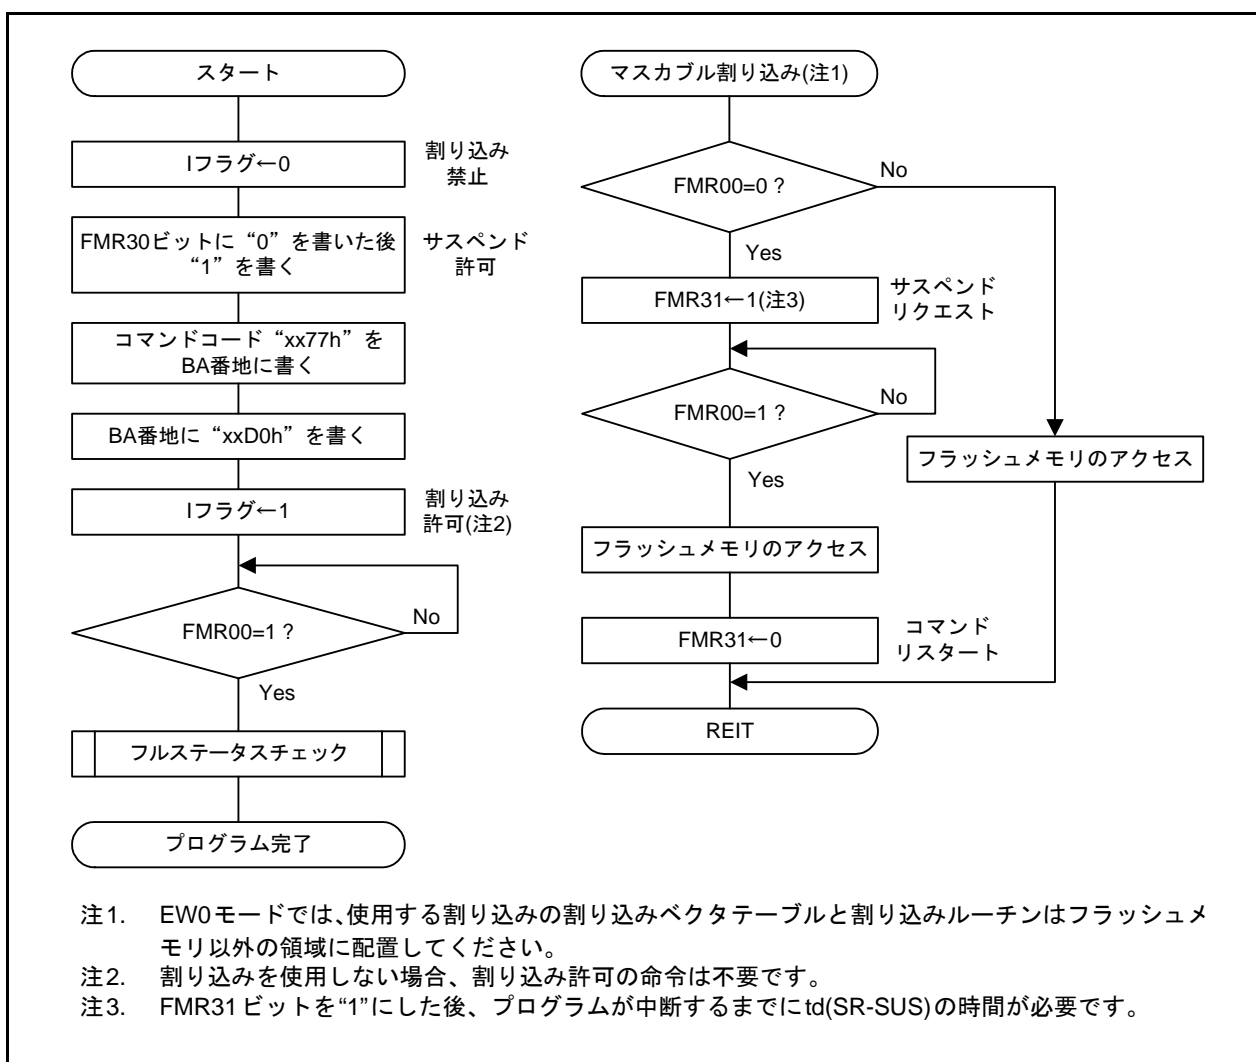 スタート
Iフラグ←0
割り込み
禁止
FMR30ビットに“0”を書いた後
“1”を書く
サスペンド
許可
コマンドコード“xx77h”を
BA番地に書く
BA番地に“xxD0h”を書く
Iフラグ←1
割り込み
許可(注2)
FMR00=1 ?
No
Yes
フルステータスチェック
プログラム完了
マスカブル割り込み(注1)
FMR00=0 ?
No
Yes
FMR31←1(注3)
サスペンド
リクエスト
FMR00=1 ?
No
Yes
フラッシュメモリのアクセス
フラッシュメモリのアクセス
FMR31←0
コマンド
リスタート
REIT
注1. EW0モードでは、使用する割り込みの割り込みベクタテーブルと割り込みルーチンはフラッシュメ
モリ以外の領域に配置してください。
注2. 割り込みを使用しない場合、割り込み許可の命令は不要です。
注3. FMR31ビットを“1”にした後、プログラムが中断するまでにtd(SR-SUS)の時間が必要です。